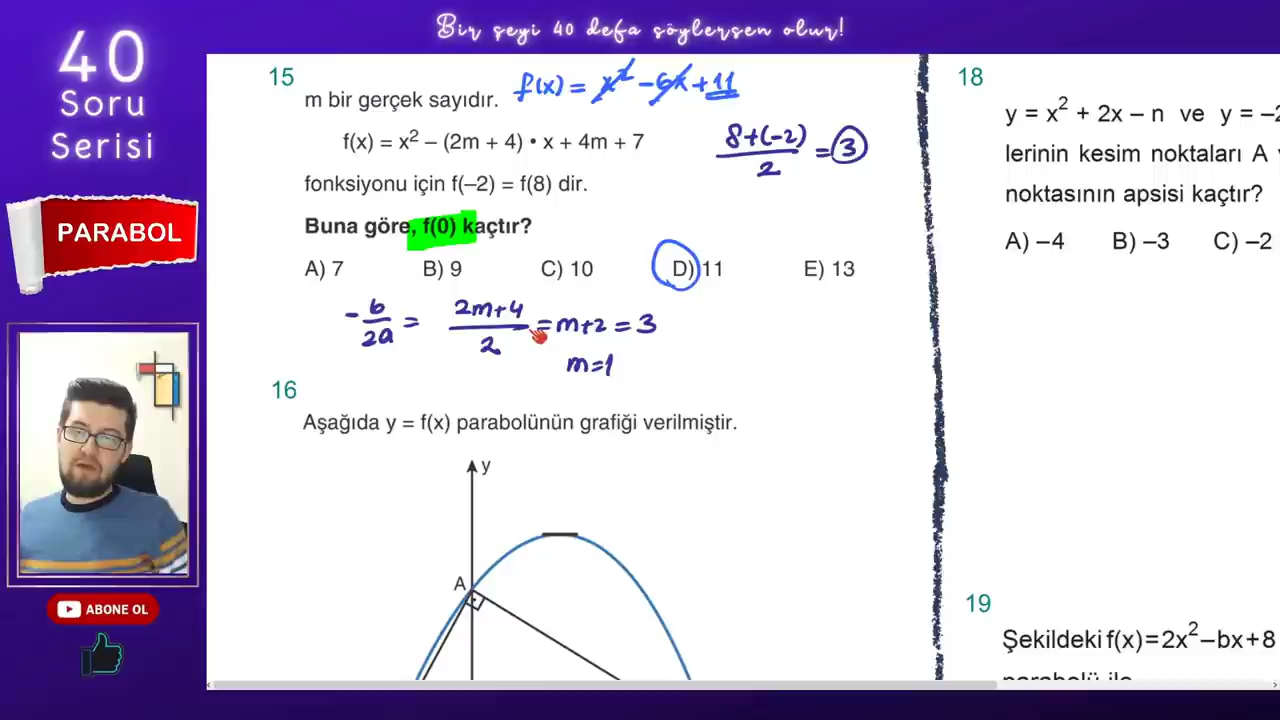 Bir şeyi 40 defa söylersen olur!
40
Soru
Serisi
PARABOL
ABONE OL
15
m bir gerçek sayıdır.
f(x) = x² – 6x + 11
f(x) = x² – (2m + 4) • x + 4m + 7
8+(-2)/2 = 3
fonksiyonu için f(–2) = f(8) dir.
Buna göre, f(0) kaçtır?
A) 7 B) 9 C) 10 D) 11 E) 13
-b/2a = 2m+4/2 = m+2 = 3
m=1
16
Aşağıda y = f(x) parabolünün grafiği verilmiştir.
y
A
18
y = x² + 2x – n ve y = –2
lerinin kesim noktaları A
noktasının apsisi kaçtır?
A) –4 B) –3 C) –2
19
Şekildeki f(x)=2x²–bx+8